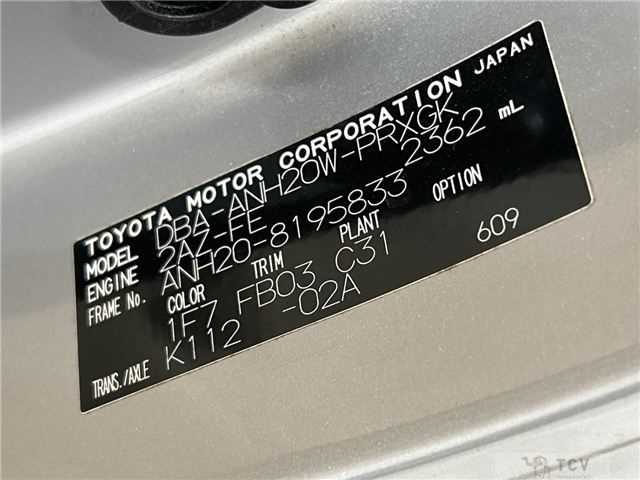 TOYOTA MOTOR CORPORATION JAPAN
MODEL DBA-ANH20W-PRXGK
ENGINE 2AZ-FE 2362 mL
FRAME No. ANH20-8195833
COLOR TRIM PLANT OPTION
1F7 FB03 C31 609
TRANS./AXLE K112 -02A
TCV